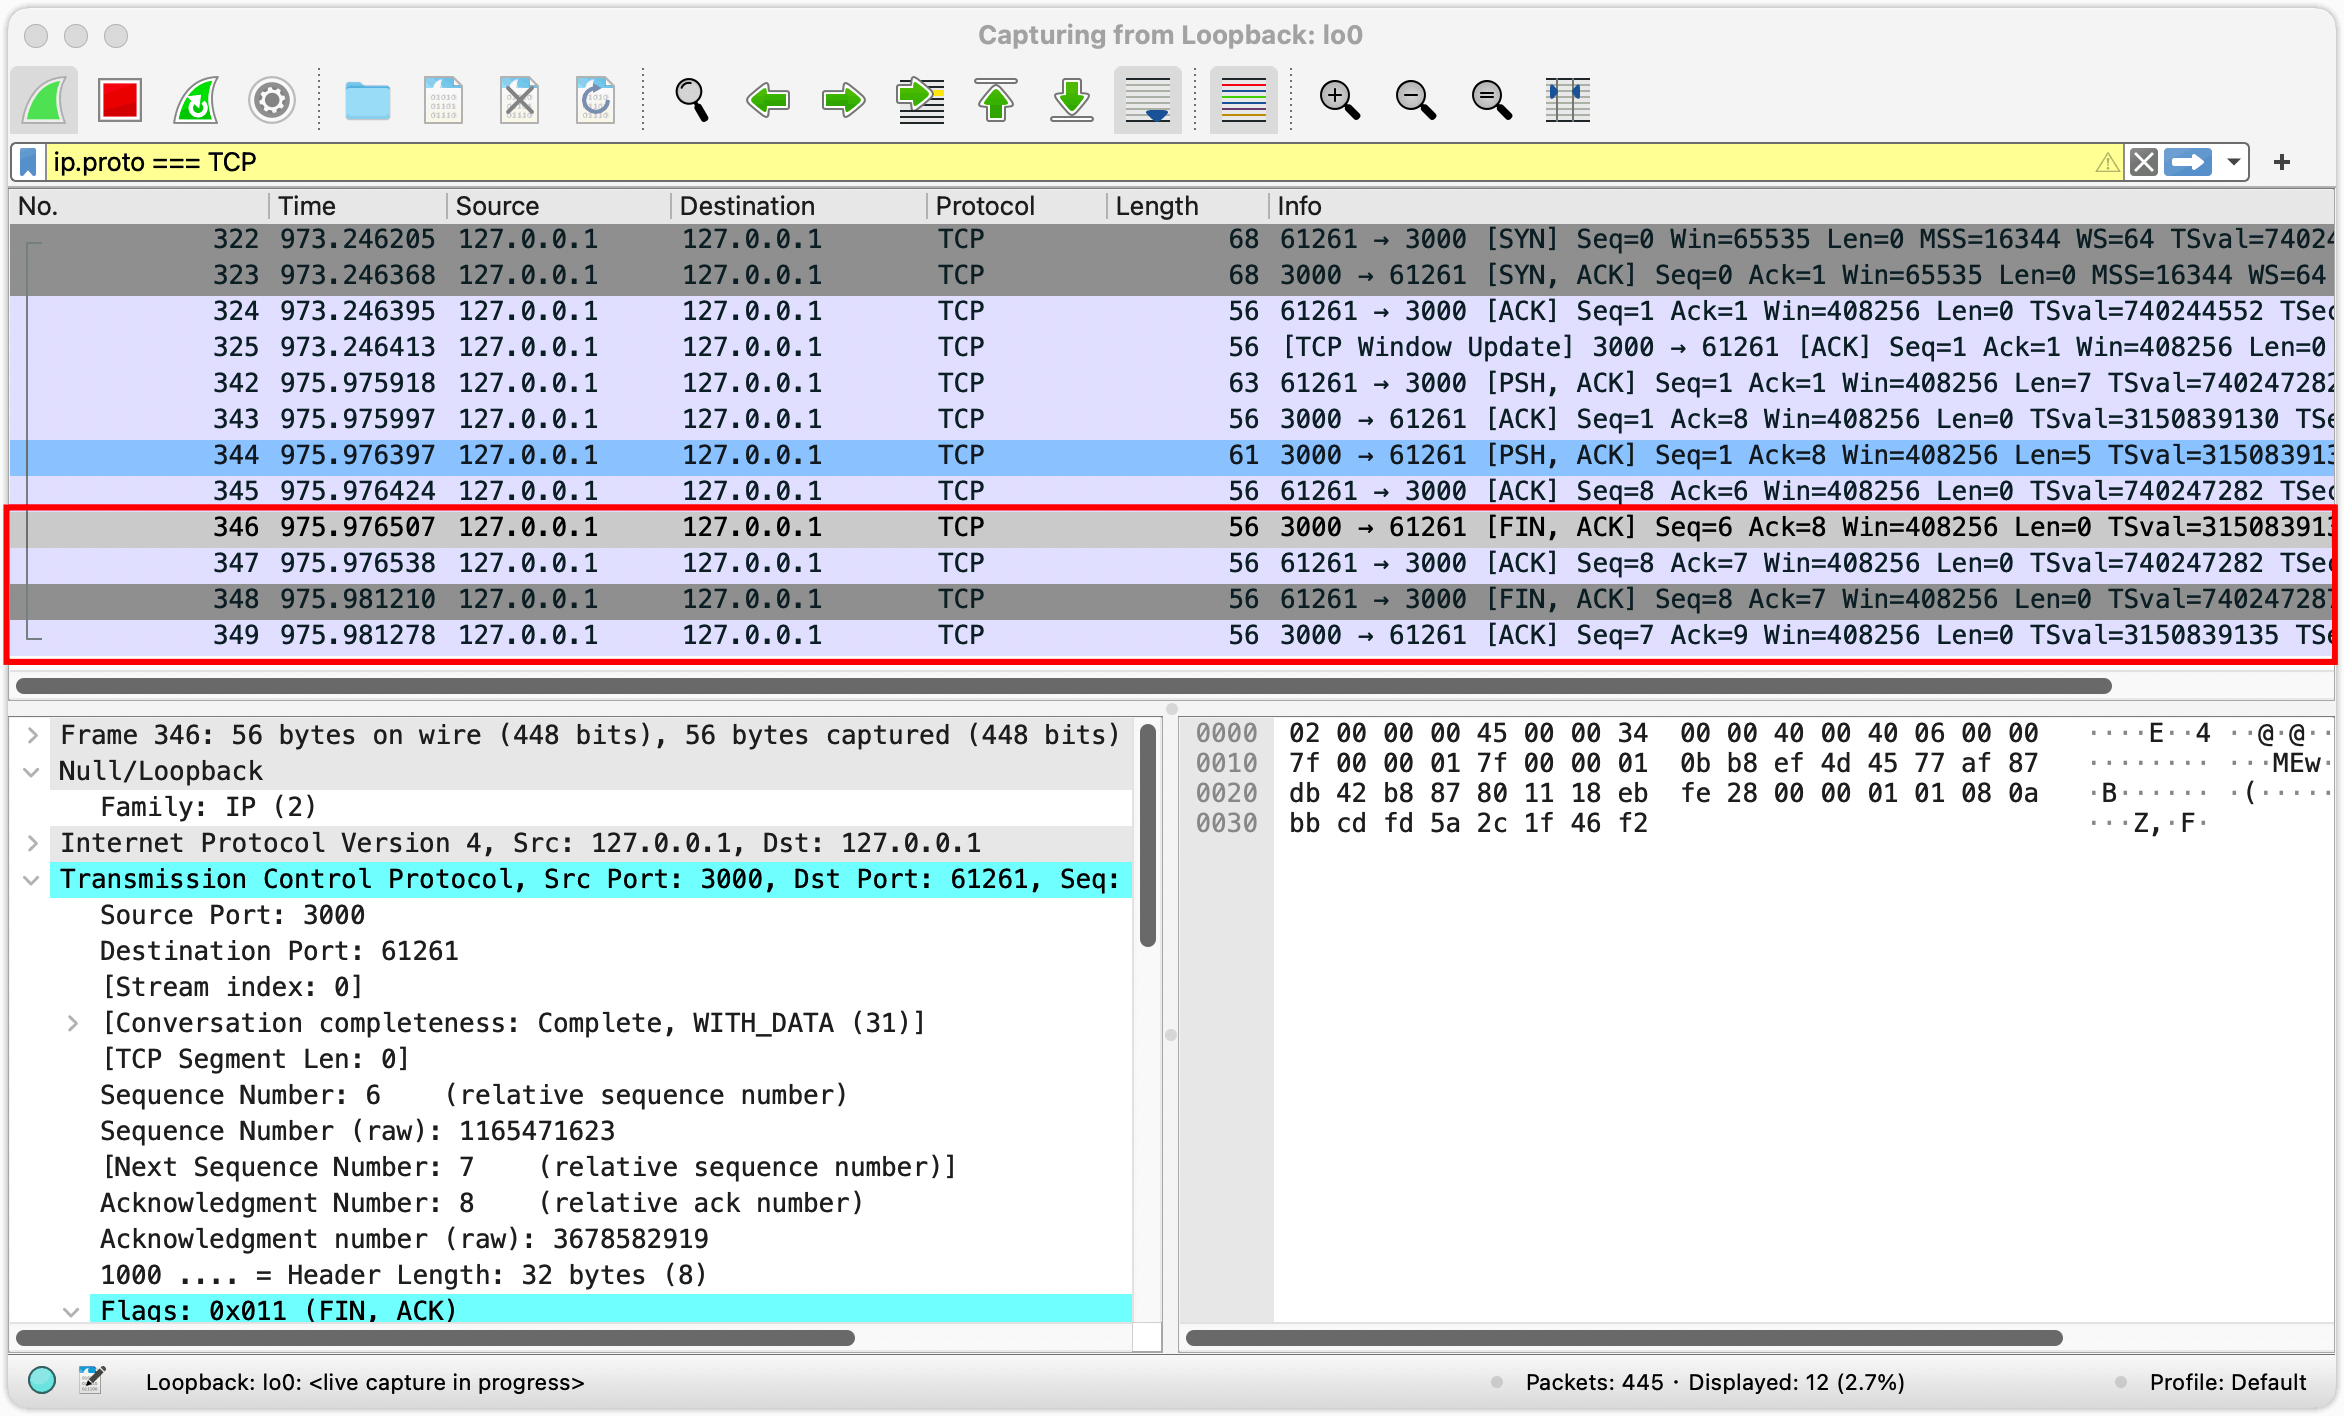 Capturing from Loopback: lo0
ip.proto === TCP
No. Time Source Destination Protocol Length Info
322 973.246205 127.0.0.1 127.0.0.1 TCP 68 61261 → 3000 [SYN] Seq=0 Win=65535 Len=0 MSS=16344 WS=64 TSval=74024
323 973.246368 127.0.0.1 127.0.0.1 TCP 68 3000 → 61261 [SYN, ACK] Seq=0 Ack=1 Win=65535 Len=0 MSS=16344 WS=64
324 973.246395 127.0.0.1 127.0.0.1 TCP 56 61261 → 3000 [ACK] Seq=1 Ack=1 Win=408256 Len=0 TSval=740244552 TSec
325 973.246413 127.0.0.1 127.0.0.1 TCP 56 [TCP Window Update] 3000 → 61261 [ACK] Seq=1 Ack=1 Win=408256 Len=0
342 975.975918 127.0.0.1 127.0.0.1 TCP 63 61261 → 3000 [PSH, ACK] Seq=1 Ack=1 Win=408256 Len=7 TSval=740247282
343 975.975997 127.0.0.1 127.0.0.1 TCP 56 3000 → 61261 [ACK] Seq=1 Ack=8 Win=408256 Len=0 TSval=3150839130 TSe
344 975.976397 127.0.0.1 127.0.0.1 TCP 61 3000 → 61261 [PSH, ACK] Seq=1 Ack=8 Win=408256 Len=5 TSval=315083913
345 975.976424 127.0.0.1 127.0.0.1 TCP 56 61261 → 3000 [ACK] Seq=8 Ack=6 Win=408256 Len=0 TSval=740247282 TSec
346 975.976507 127.0.0.1 127.0.0.1 TCP 56 3000 → 61261 [FIN, ACK] Seq=6 Ack=8 Win=408256 Len=0 TSval=315083913
347 975.976538 127.0.0.1 127.0.0.1 TCP 56 61261 → 3000 [ACK] Seq=8 Ack=7 Win=408256 Len=0 TSval=740247282 TSec
348 975.981210 127.0.0.1 127.0.0.1 TCP 56 61261 → 3000 [FIN, ACK] Seq=8 Ack=7 Win=408256 Len=0 TSval=740247287
349 975.981278 127.0.0.1 127.0.0.1 TCP 56 3000 → 61261 [ACK] Seq=7 Ack=9 Win=408256 Len=0 TSval=3150839135 TSe
Frame 346: 56 bytes on wire (448 bits), 56 bytes captured (448 bits)
Null/Loopback
Family: IP (2)
Internet Protocol Version 4, Src: 127.0.0.1, Dst: 127.0.0.1
Transmission Control Protocol, Src Port: 3000, Dst Port: 61261, Seq:
Source Port: 3000
Destination Port: 61261
[Stream index: 0]
[Conversation completeness: Complete, WITH_DATA (31)]
[TCP Segment Len: 0]
Sequence Number: 6 (relative sequence number)
Sequence Number (raw): 1165471623
[Next Sequence Number: 7 (relative sequence number)]
Acknowledgment Number: 8 (relative ack number)
Acknowledgment number (raw): 3678582919
1000 .... = Header Length: 32 bytes (8)
Flags: 0x011 (FIN, ACK)
0000 02 00 00 00 45 00 00 34 00 00 40 00 40 06 00 00 ····E··4 ··@·@···
0010 7f 00 00 01 7f 00 00 01 0b b8 ef 4d 45 77 af 87 ········ ···MEw·
0020 db 42 b8 87 80 11 18 eb fe 28 00 00 01 01 08 0a ·B······ ·(·····
0030 bb cd fd 5a 2c 1f 46 f2 ···Z,·F·
Loopback: lo0: <live capture in progress>
Packets: 445 · Displayed: 12 (2.7%)
Profile: Default